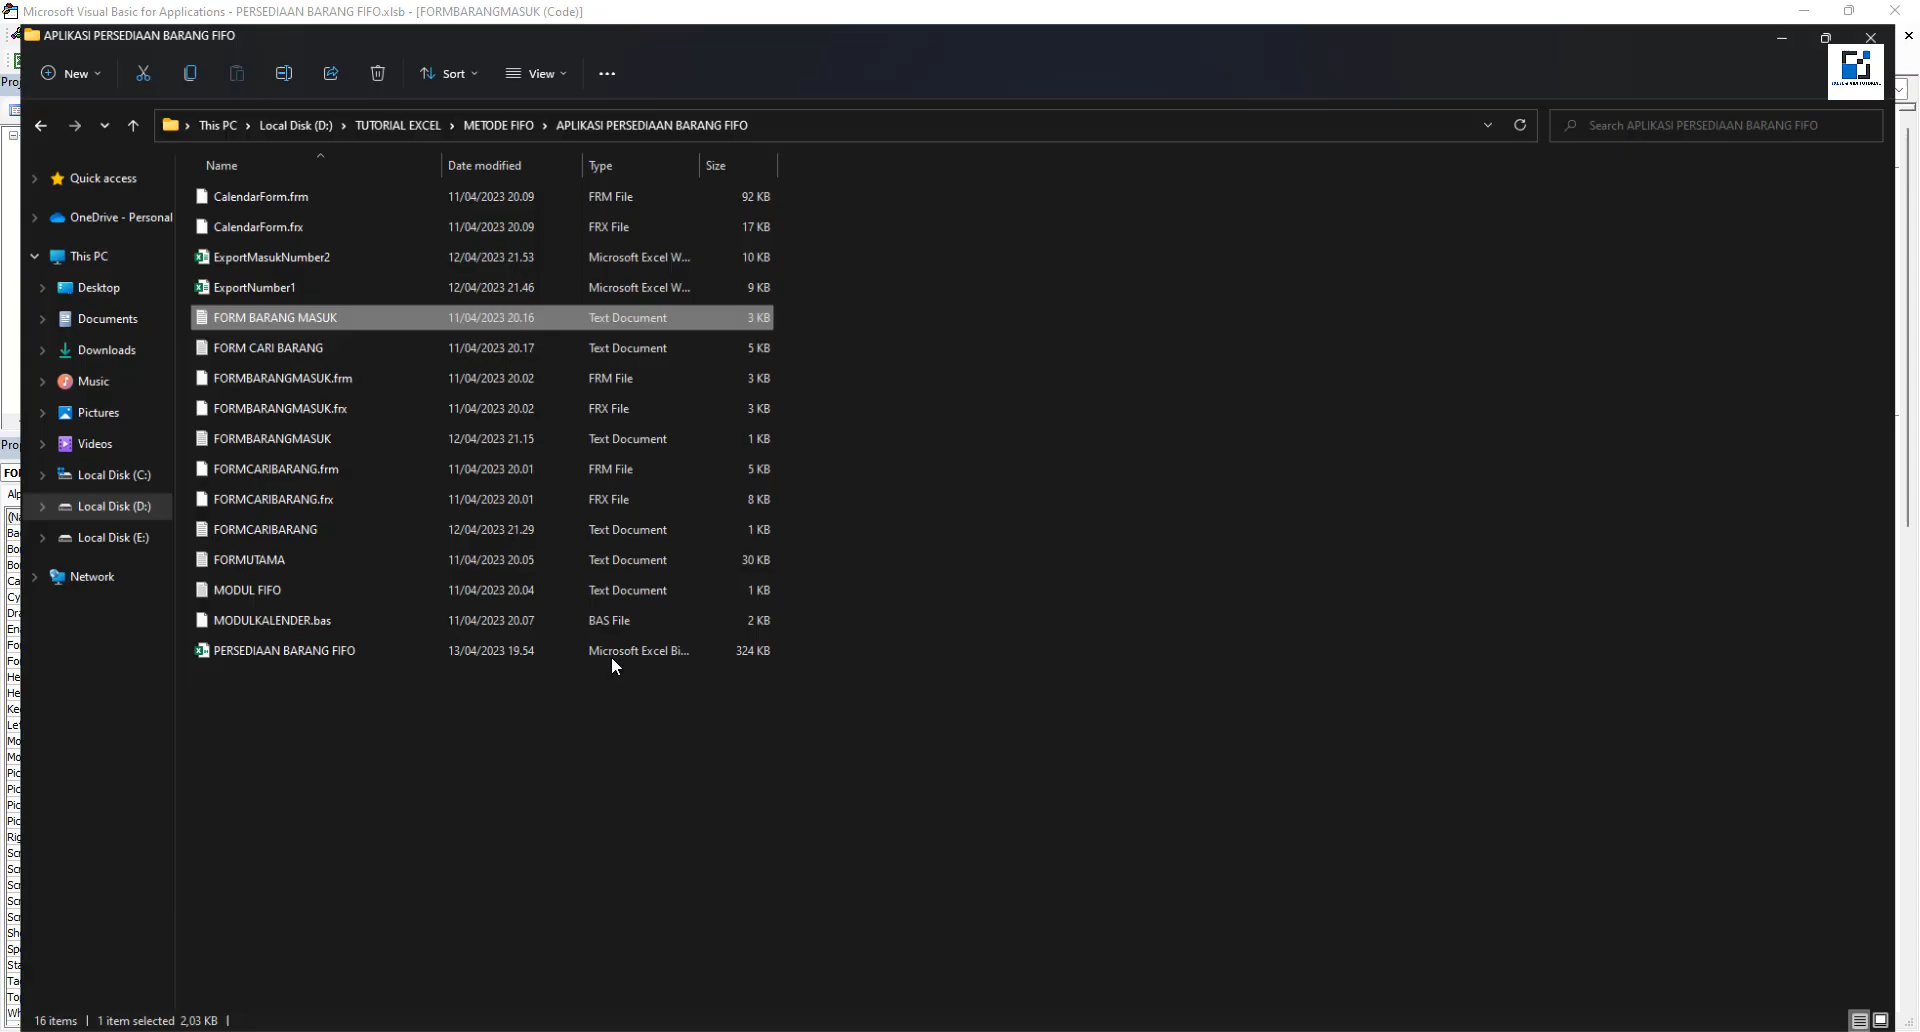 Microsoft Visual Basic for Applications - PERSEDIAAN BARANG FIFO.xlsb - [FORMBARANGMASUK (Code)]
APLIKASI PERSEDIAAN BARANG FIFO
New Sort View
This PC Local Disk (D:) TUTORIAL EXCEL METODE FIFO APLIKASI PERSEDIAAN BARANG FIFO
Search APLIKASI PERSEDIAAN BARANG FIFO
Quick access
OneDrive - Personal
This PC
Desktop
Documents
Downloads
Music
Pictures
Videos
Local Disk (C:)
Local Disk (D:)
Local Disk (E:)
Network
Name Date modified Type Size
CalendarForm.frm 11/04/2023 20.09 FRM File 92 KB
CalendarForm.frx 11/04/2023 20.09 FRX File 17 KB
ExportMasukNumber2 12/04/2023 21.53 Microsoft Excel W... 10 KB
ExportNumber1 12/04/2023 21.46 Microsoft Excel W... 9 KB
FORM BARANG MASUK 11/04/2023 20.16 Text Document 3 KB
FORM CARI BARANG 11/04/2023 20.17 Text Document 5 KB
FORMBARANGMASUK.frm 11/04/2023 20.02 FRM File 3 KB
FORMBARANGMASUK.frx 11/04/2023 20.02 FRX File 3 KB
FORMBARANGMASUK 12/04/2023 21.15 Text Document 1 KB
FORMCARIBARANG.frm 11/04/2023 20.01 FRM File 5 KB
FORMCARIBARANG.frx 11/04/2023 20.01 FRX File 8 KB
FORMCARIBARANG 12/04/2023 21.29 Text Document 1 KB
FORMUTAMA 11/04/2023 20.05 Text Document 30 KB
MODUL FIFO 11/04/2023 20.04 Text Document 1 KB
MODULKALENDER.bas 11/04/2023 20.07 BAS File 2 KB
PERSEDIAAN BARANG FIFO 13/04/2023 19.54 Microsoft Excel Bi... 324 KB
16 items 1 item selected 2,03 KB